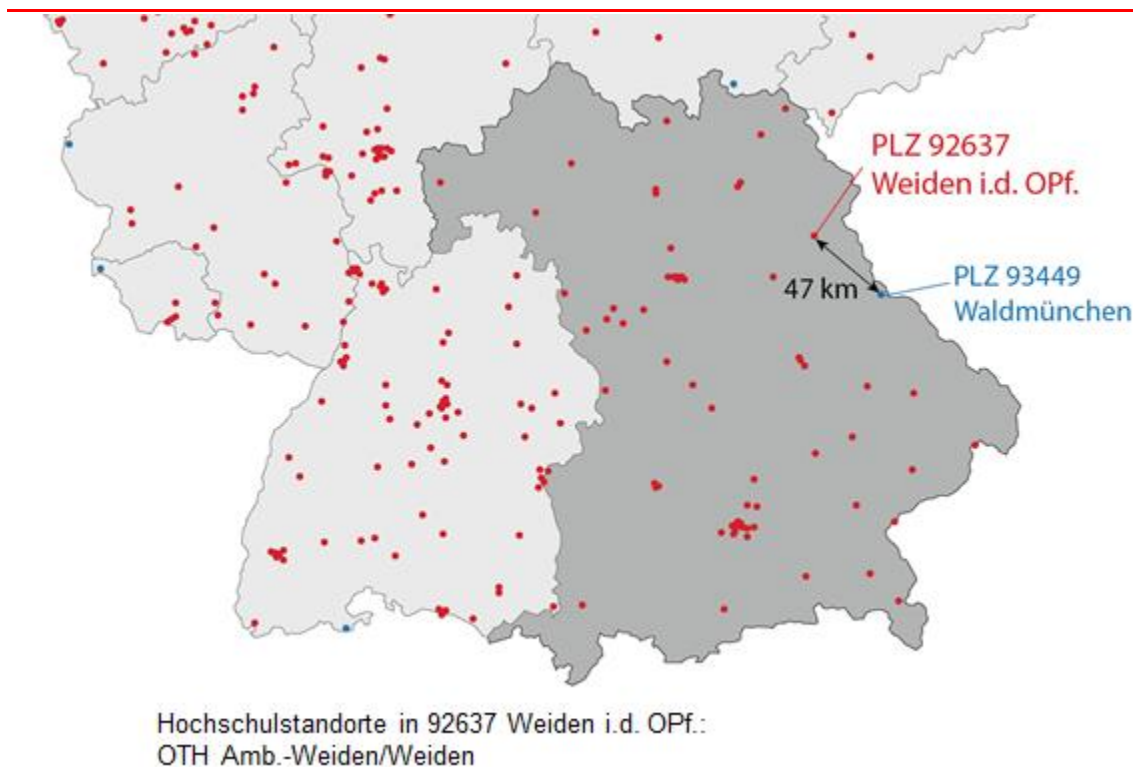 PLZ 92637
Weiden i.d. OPf.
47 km
PLZ 93449
Waldmünchen
Hochschulstandorte in 92637 Weiden i.d. OPf.:
OTH Amb.-Weiden/Weiden